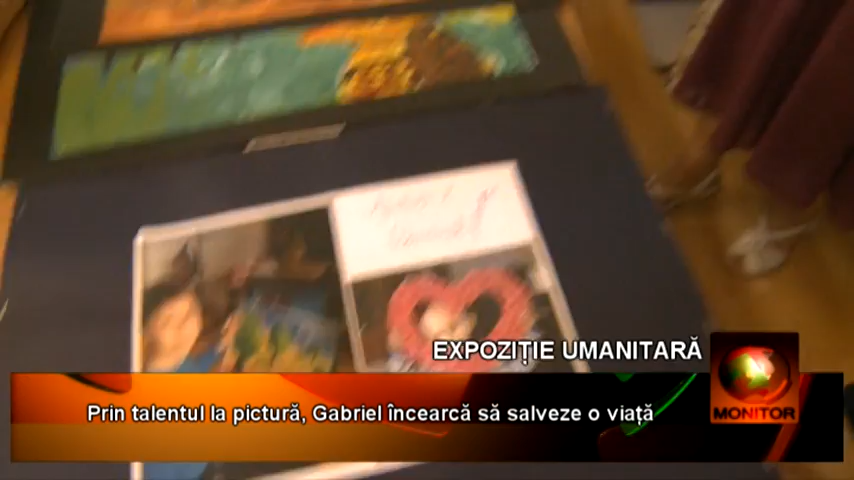 EXPOZIȚIE UMANITARĂ
Prin talentul la pictură, Gabriel încearcă să salveze o viață
MONITOR